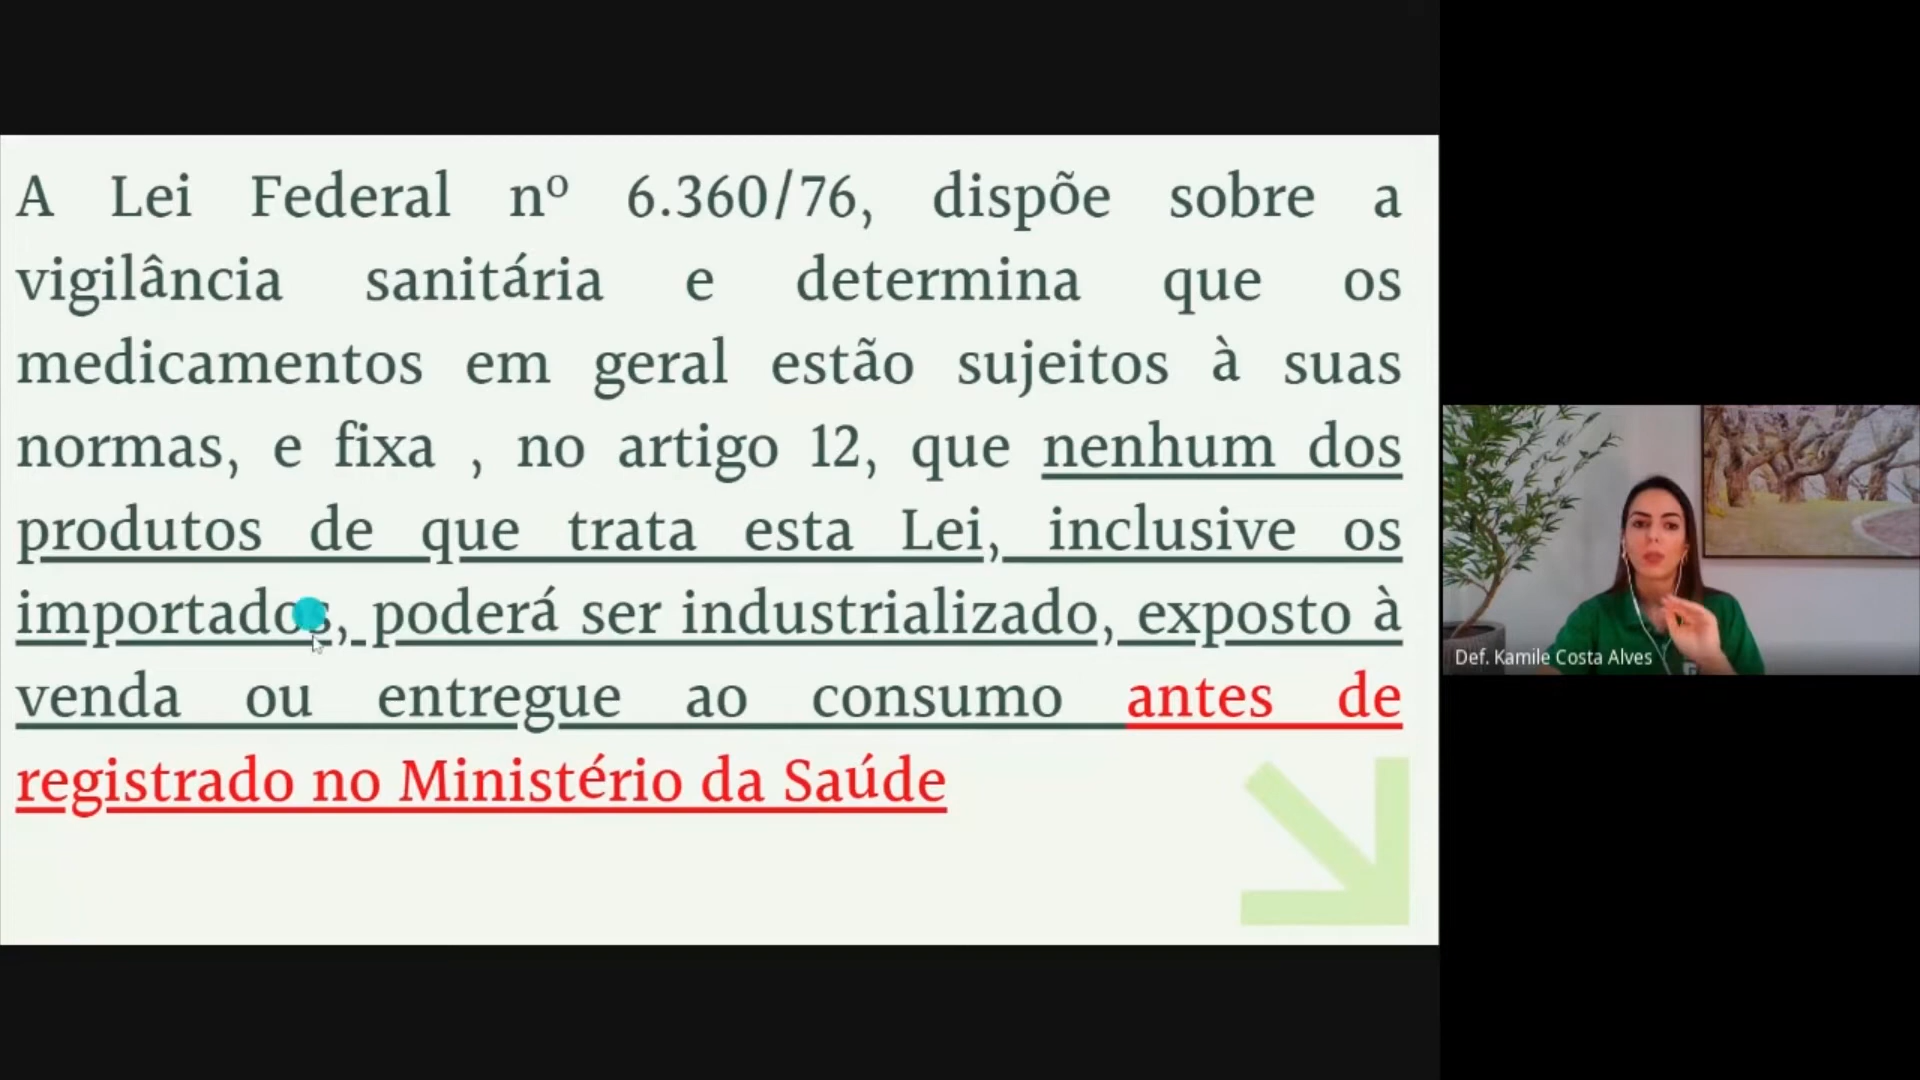 A Lei Federal nº 6.360/76, dispõe sobre a
vigilância sanitária e determina que os
medicamentos em geral estão sujeitos à suas
normas, e fixa , no artigo 12, que nenhum dos
produtos de que trata esta Lei, inclusive os
importados, poderá ser industrializado, exposto à
venda ou entregue ao consumo antes de
registrado no Ministério da Saúde
Def. Kamile Costa Alves